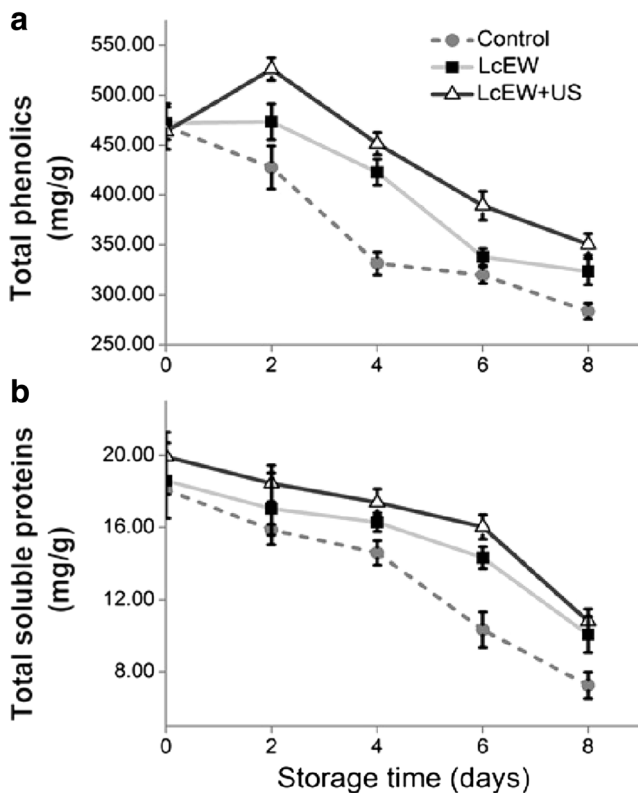 a
550.00
500.00
450.00
400.00
350.00
300.00
250.00
Total phenolics
(mg/g)
Control
LcEW
LcEW+US
0 2 4 6 8
b
20.00
16.00
12.00
8.00
Total soluble proteins
(mg/g)
0 2 4 6 8
Storage time (days)